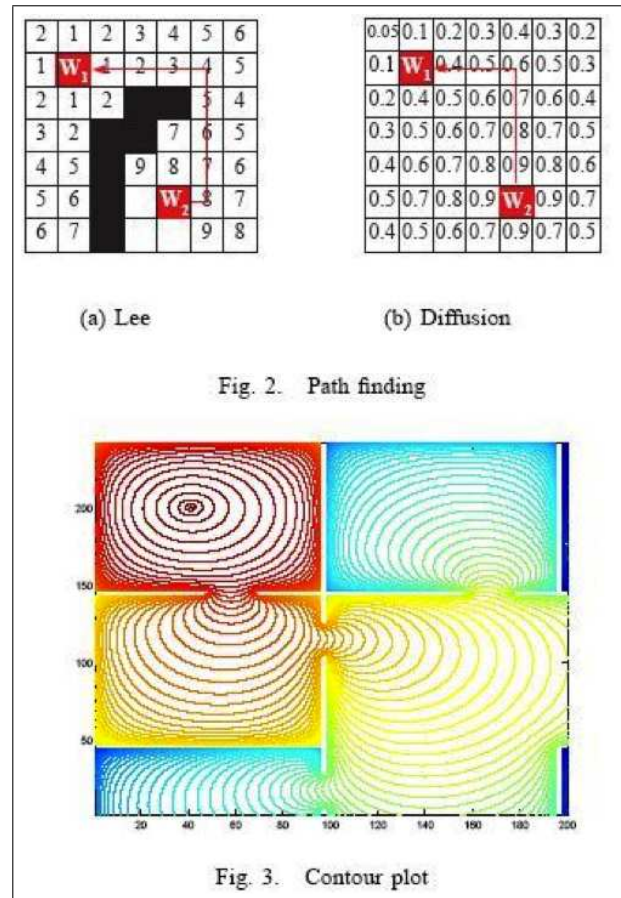 2 1 2 3 4 5 6
1 W1 1 2 3 4 5
2 1 2 5 4
3 2 7 6 5
4 5 9 8 7 6
5 6 W2 8 7
6 7 9 8
0.05 0.1 0.2 0.3 0.4 0.3 0.2
0.1 W1 0.4 0.5 0.6 0.5 0.3
0.2 0.4 0.5 0.6 0.7 0.6 0.4
0.3 0.5 0.6 0.7 0.8 0.7 0.5
0.4 0.6 0.7 0.8 0.9 0.8 0.6
0.5 0.7 0.8 0.9 W2 0.9 0.7
0.4 0.5 0.6 0.7 0.9 0.7 0.5
(a) Lee
(b) Diffusion
Fig. 2. Path finding
200
150
100
50
20 40 60 80 100 120 140 160 180 200
Fig. 3. Contour plot